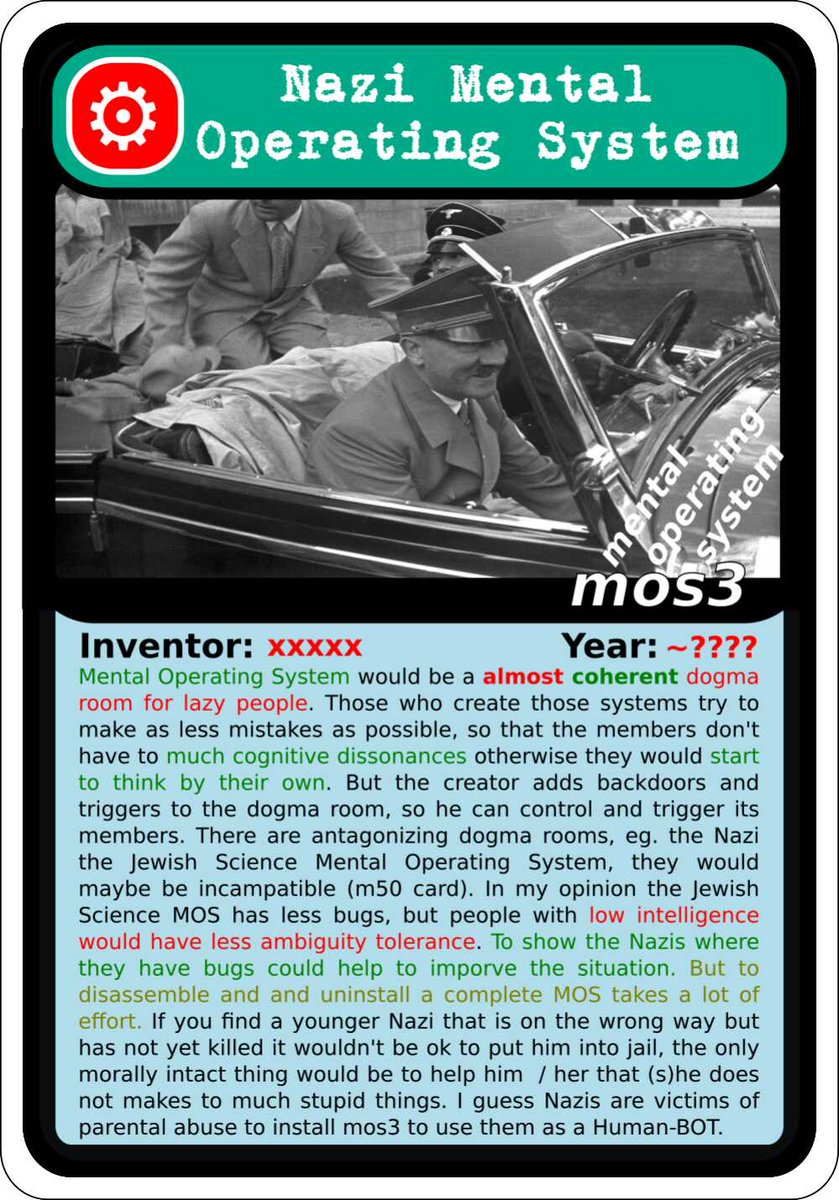 Nazi Mental
Operating System
mental
operating
system
mos3
Inventor: xxxxx Year: ~????
Mental Operating System would be a almost coherent dogma
room for lazy people. Those who create those systems try to
make as less mistakes as possible, so that the members don't
have to much cognitive dissonances otherwise they would start
to think by their own. But the creator adds backdoors and
triggers to the dogma room, so he can control and trigger its
members. There are antagonizing dogma rooms, eg. the Nazi
the Jewish Science Mental Operating System, they would
maybe be incampatible (m50 card). In my opinion the Jewish
Science MOS has less bugs, but people with low intelligence
would have less ambiguity tolerance. To show the Nazis where
they have bugs could help to imporve the situation. But to
disassemble and and uninstall a complete MOS takes a lot of
effort. If you find a younger Nazi that is on the wrong way but
has not yet killed it wouldn't be ok to put him into jail, the only
morally intact thing would be to help him / her that (s)he does
not makes to much stupid things. I guess Nazis are victims of
parental abuse to install mos3 to use them as a Human-BOT.